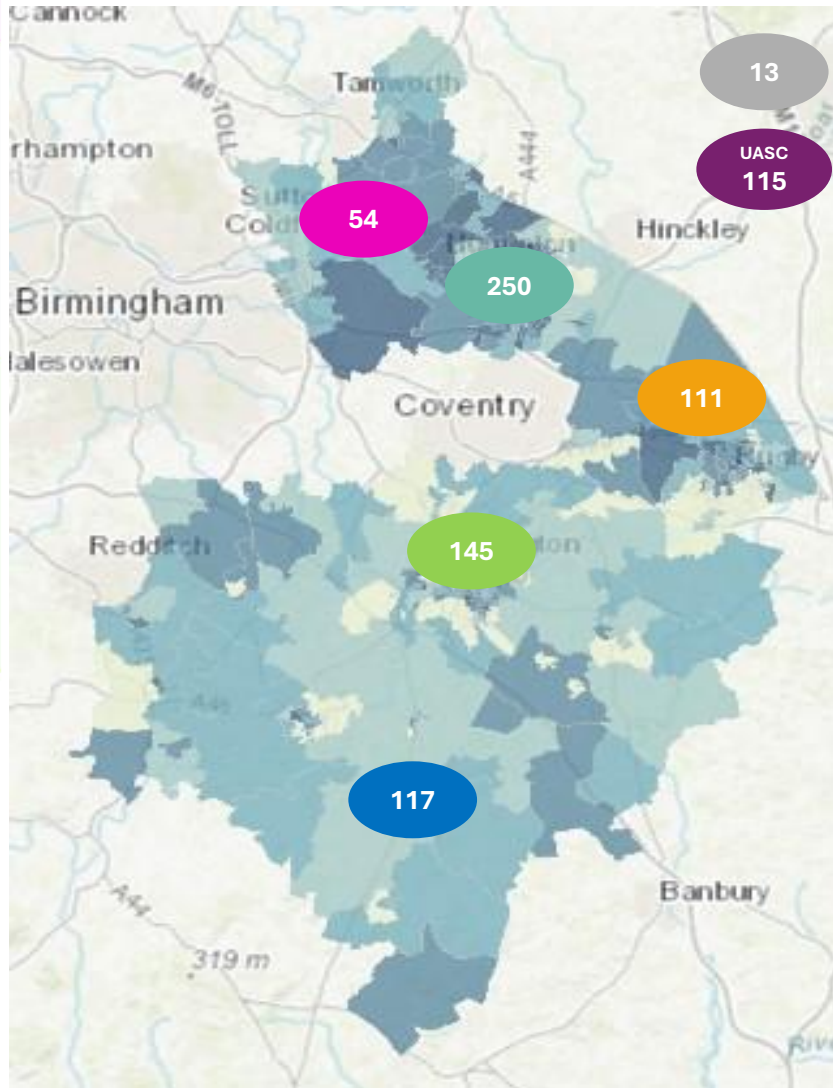 Cannock
Tamworth
M6 TOLL
A444
13
M1
rhampton
UASC
115
54
Hinckley
250
Birmingham
alesowen
111
Coventry
Rugby
Redditch
145
117
Banbury
A44
319 m